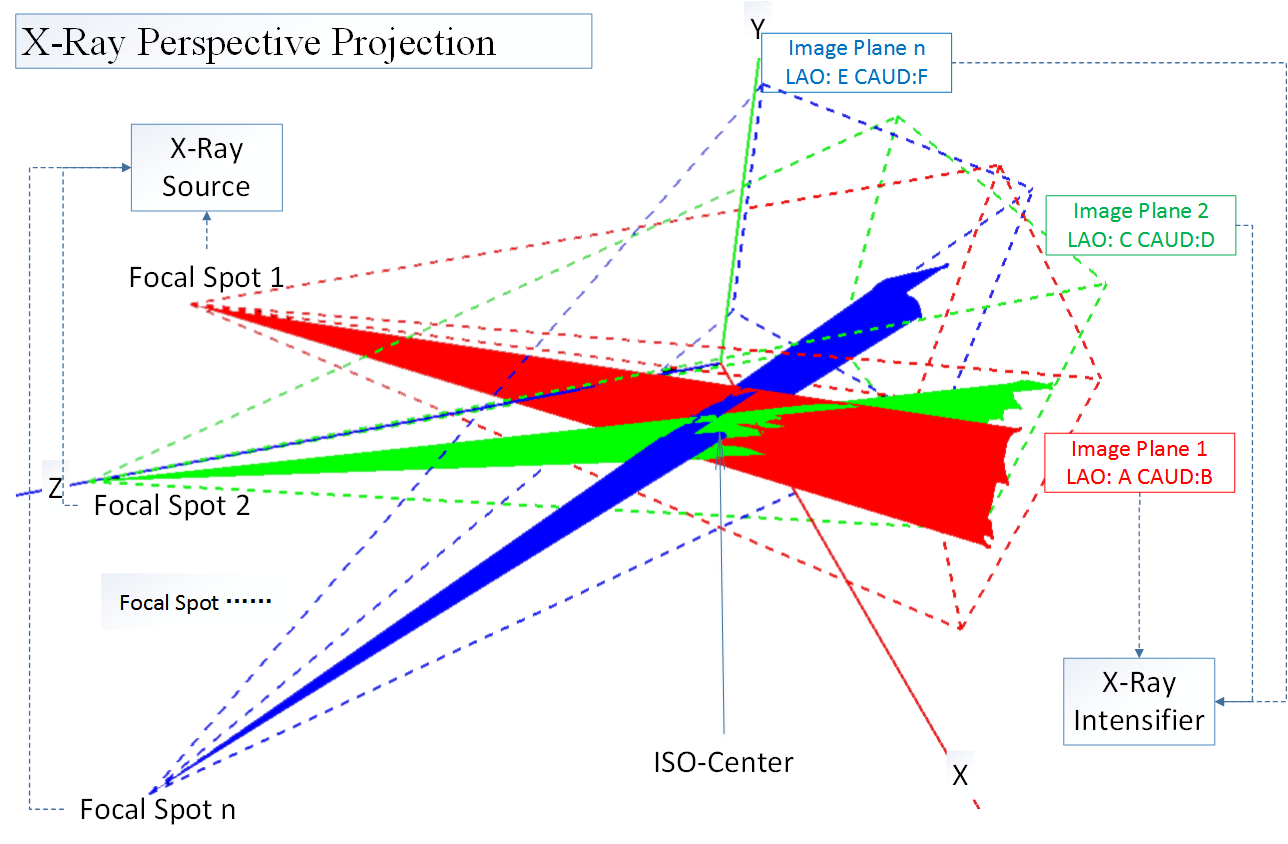 X-Ray Perspective Projection
Y
Image Plane n
LAO: E CAUD:F
X-Ray
Source
Image Plane 2
LAO: C CAUD:D
Focal Spot 1
Image Plane 1
LAO: A CAUD:B
Z
Focal Spot 2
Focal Spot ······
X-Ray
Intensifier
ISO-Center
X
Focal Spot n